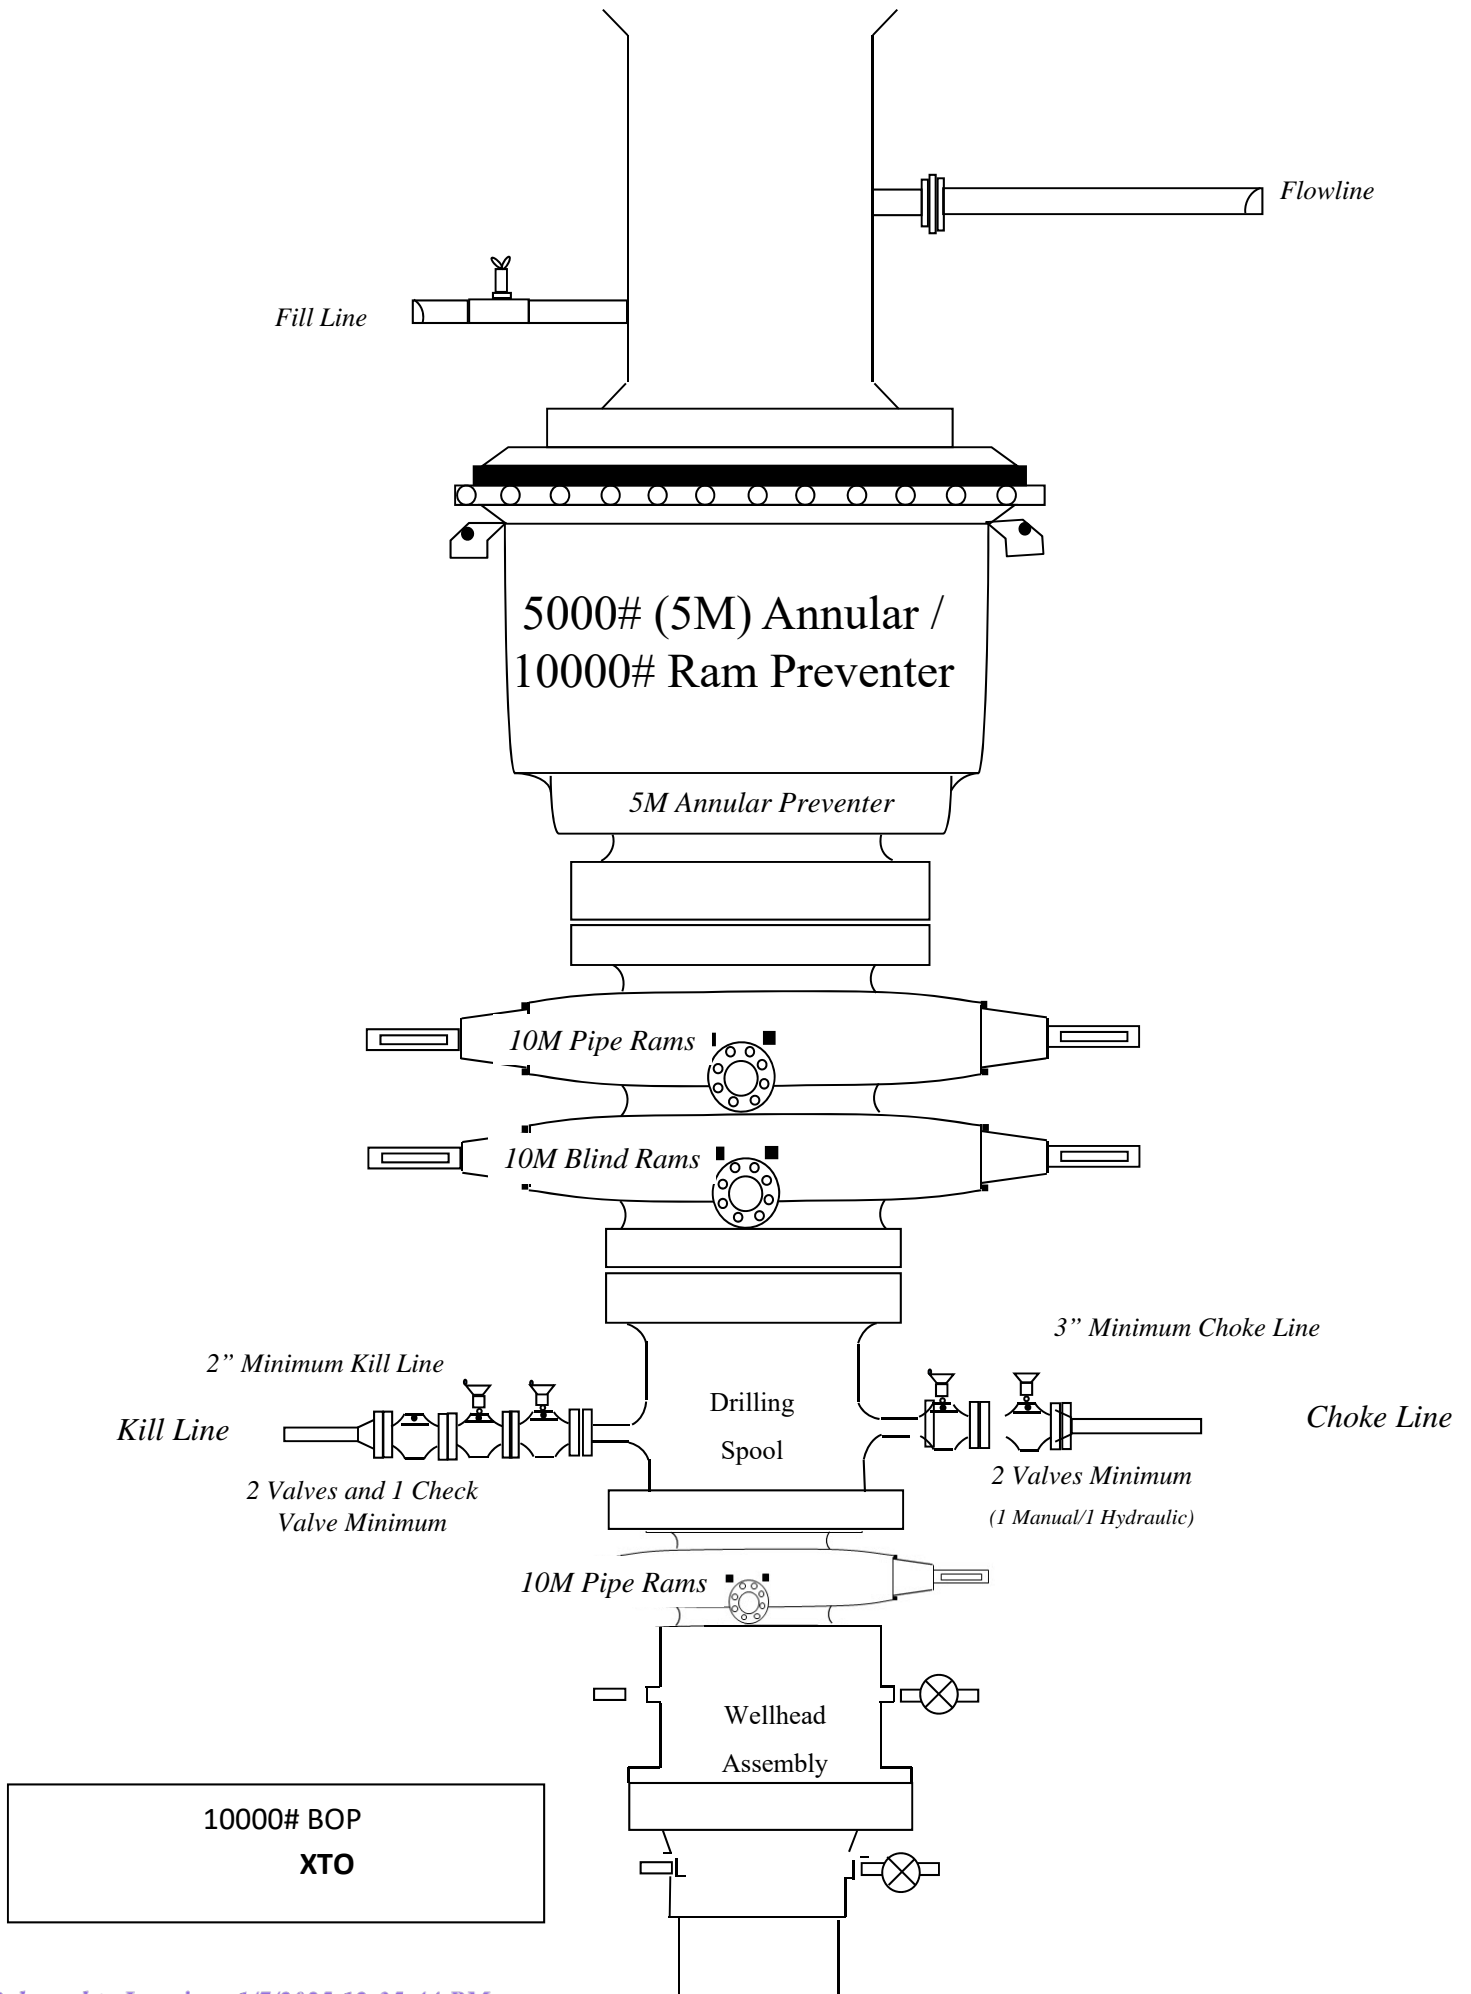 Flowline
Fill Line
5000# (5M) Annular /
10000# Ram Preventer
5M Annular Preventer
10M Pipe Rams
10M Blind Rams
3” Minimum Choke Line
2” Minimum Kill Line
Drilling
Spool
Kill Line
Choke Line
2 Valves and 1 Check
Valve Minimum
2 Valves Minimum
(1 Manual/1 Hydraulic)
10M Pipe Rams
Wellhead
Assembly
10000# BOP
XTO